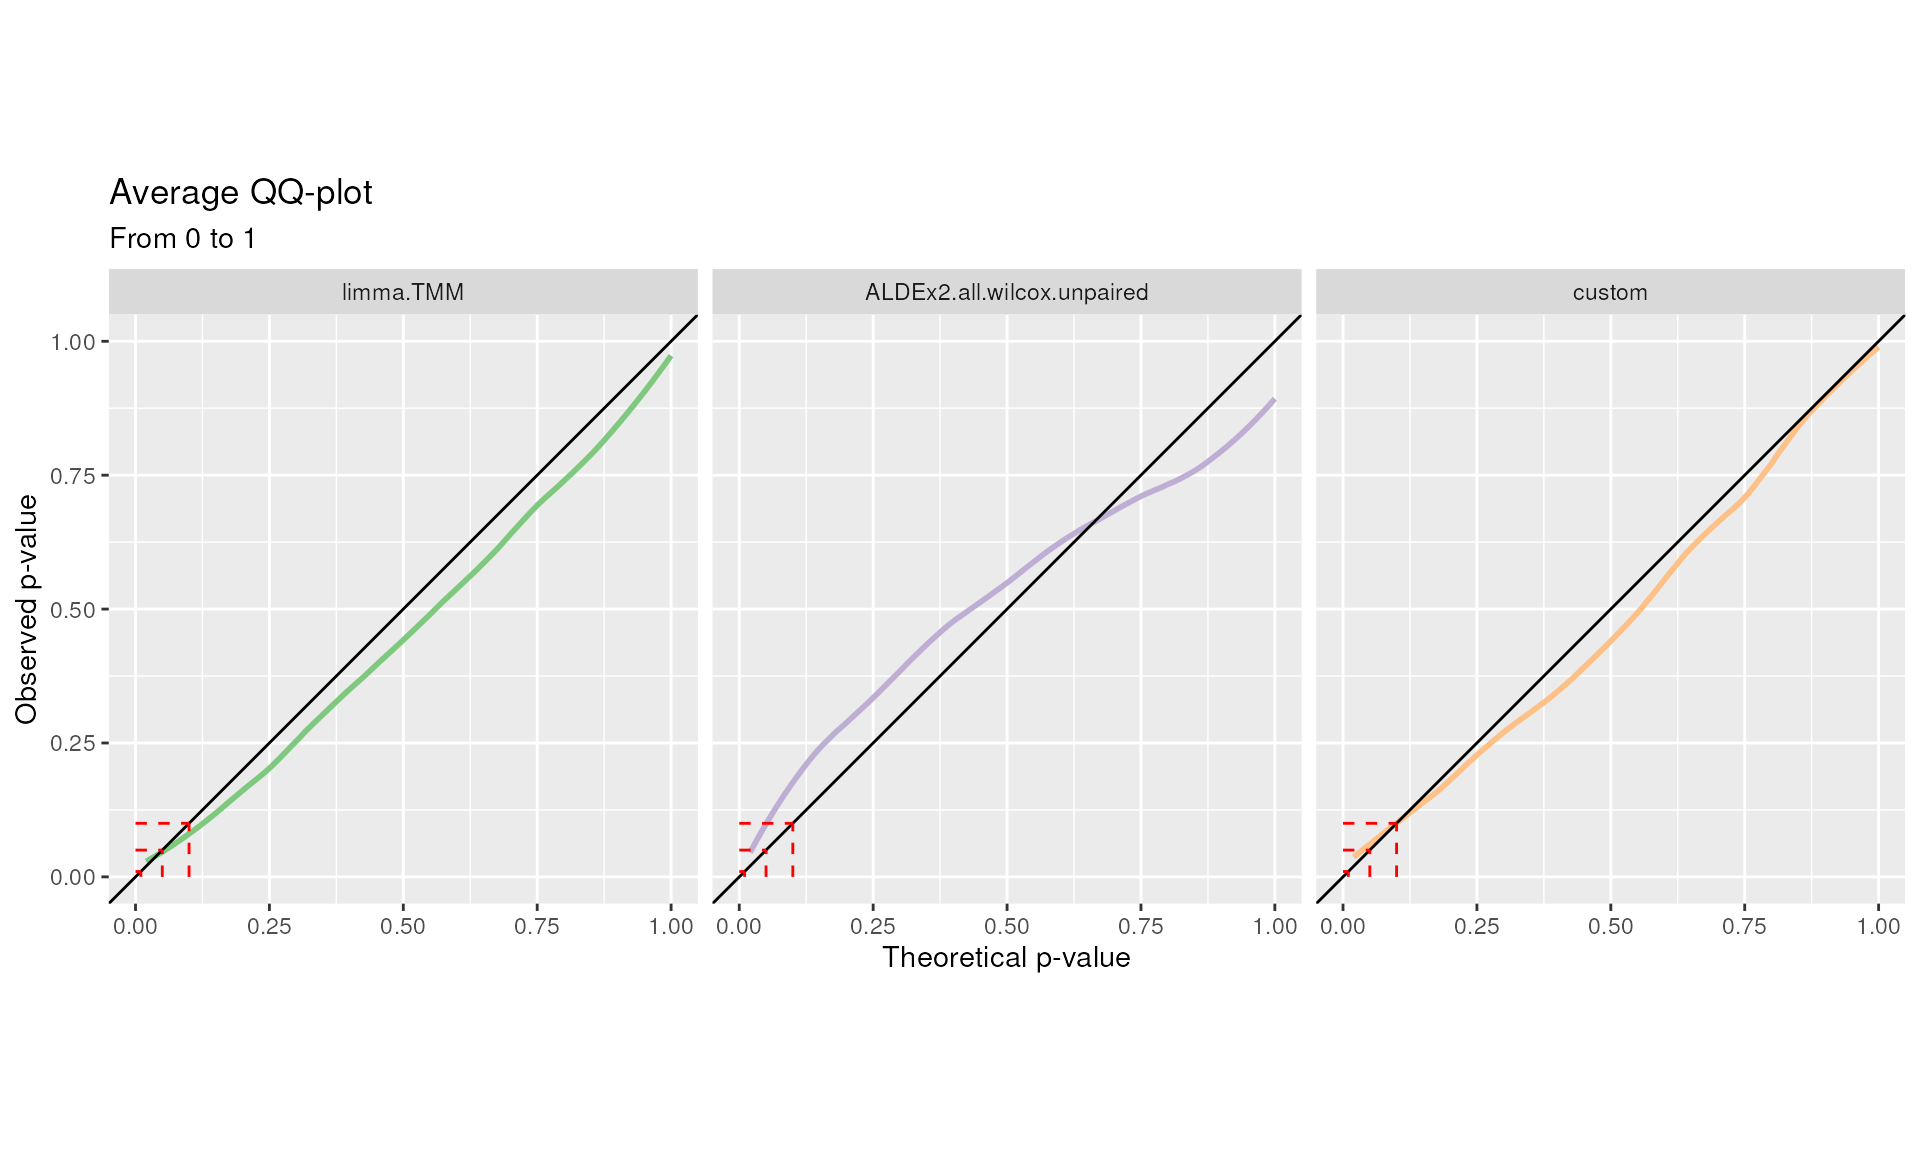 Average QQ-plot
From 0 to 1
limma.TMM
ALDEx2.all.wilcox.unpaired
custom
Observed p-value
1.00
0.75
0.50
0.25
0.00
0.00 0.25 0.50 0.75 1.00
0.00 0.25 0.50 0.75 1.00
0.00 0.25 0.50 0.75 1.00
Theoretical p-value